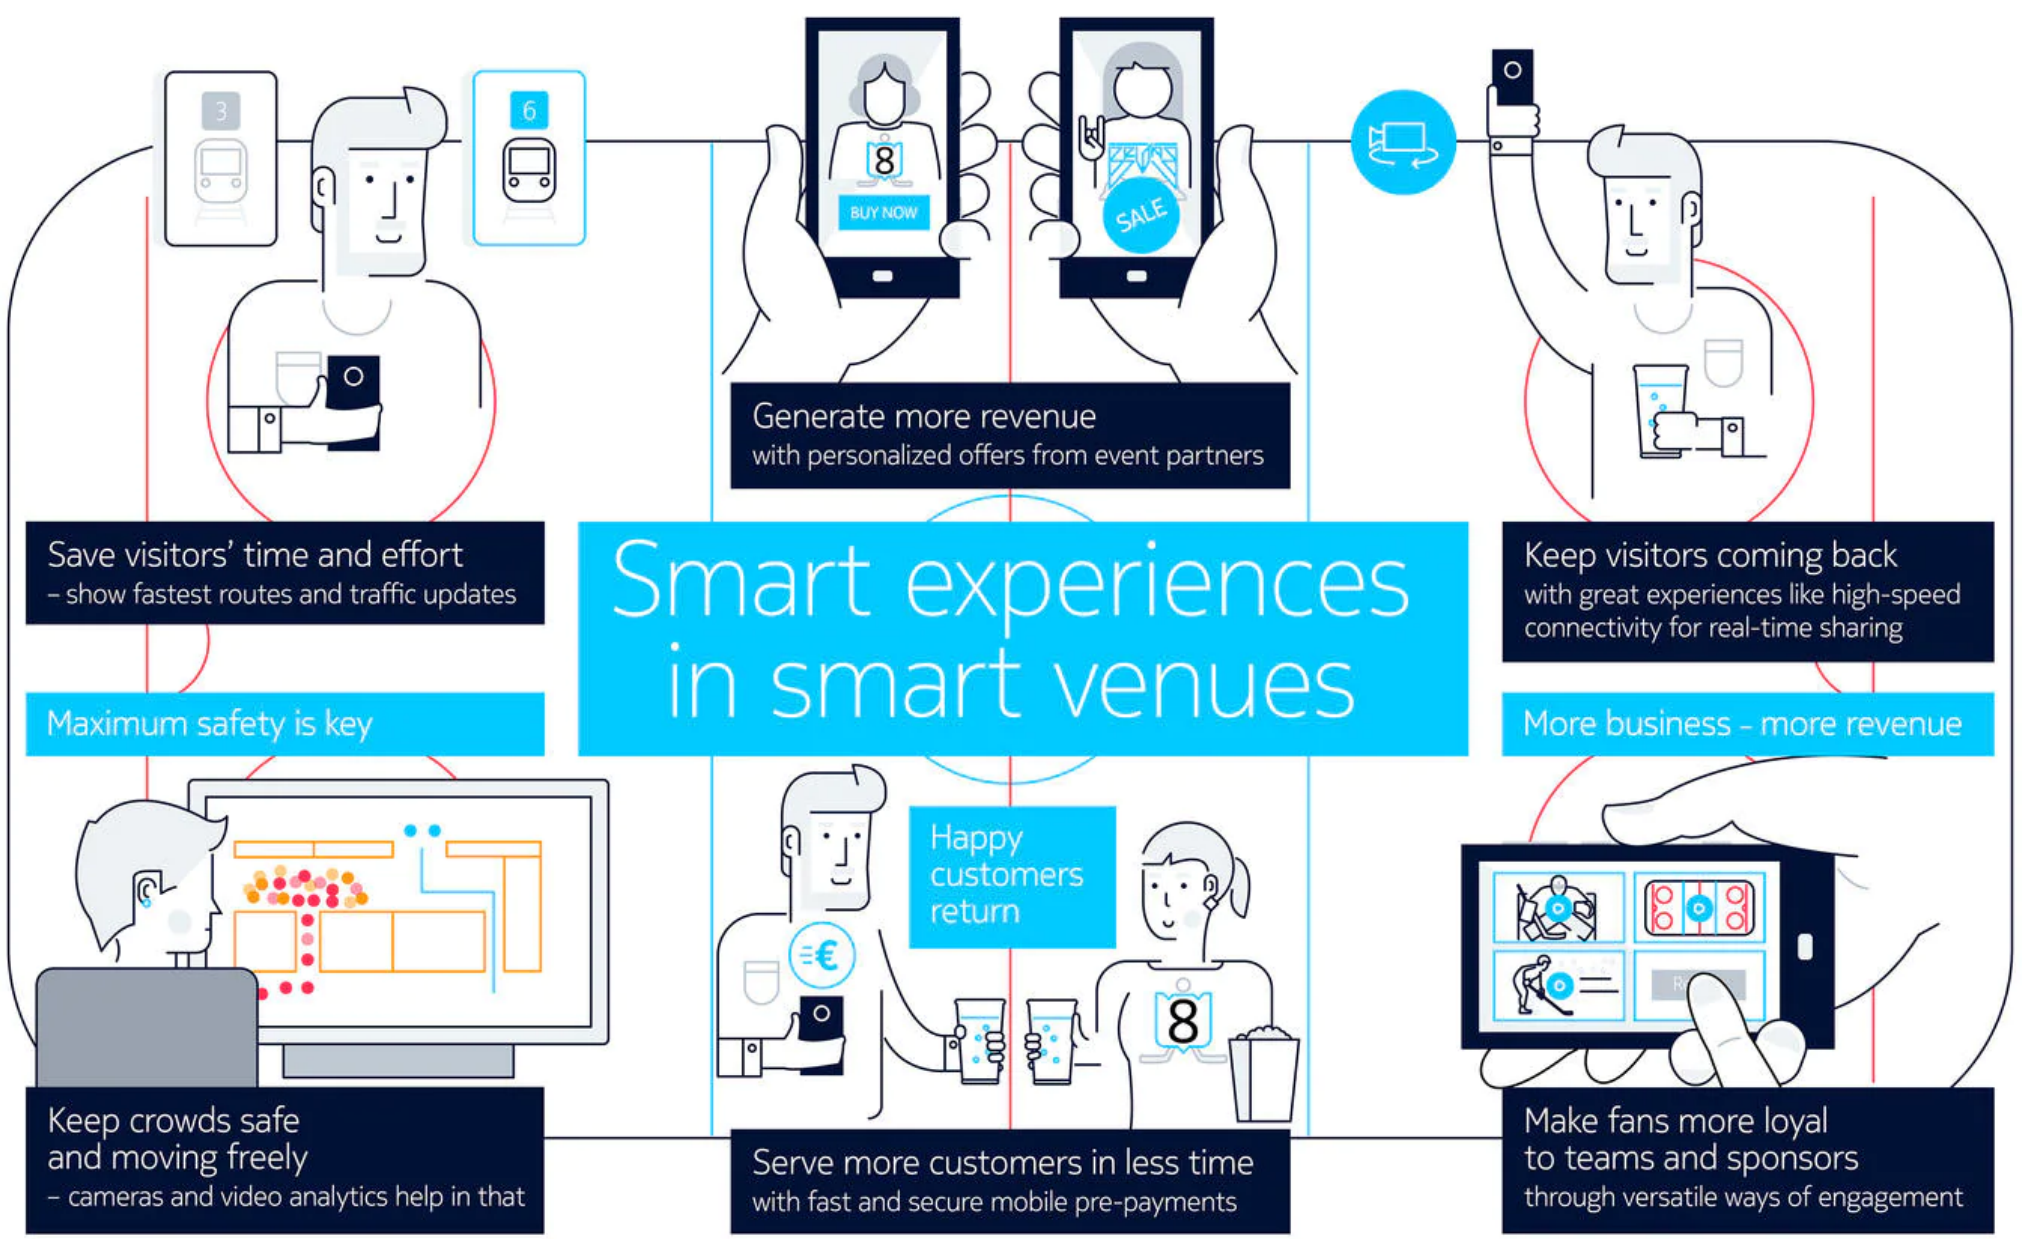 3
6
8
BUY NOW
SALE
Generate more revenue
with personalized offers from event partners
Save visitors’ time and effort
– show fastest routes and traffic updates
Smart experiences
in smart venues
Keep visitors coming back
with great experiences like high-speed
connectivity for real-time sharing
Maximum safety is key
More business – more revenue
Happy
customers
return
€
8
Keep crowds safe
and moving freely
– cameras and video analytics help in that
Serve more customers in less time
with fast and secure mobile pre-payments
Make fans more loyal
to teams and sponsors
through versatile ways of engagement